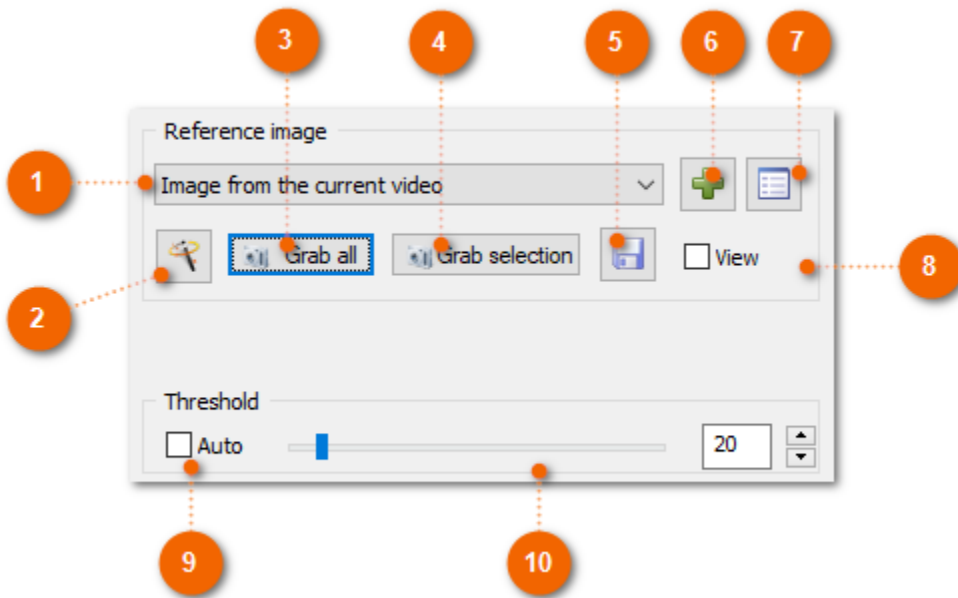 3 4 5 6 7
Reference image
1 Image from the current video
Grab all Grab selection View
8
2
Threshold
Auto 20
9 10